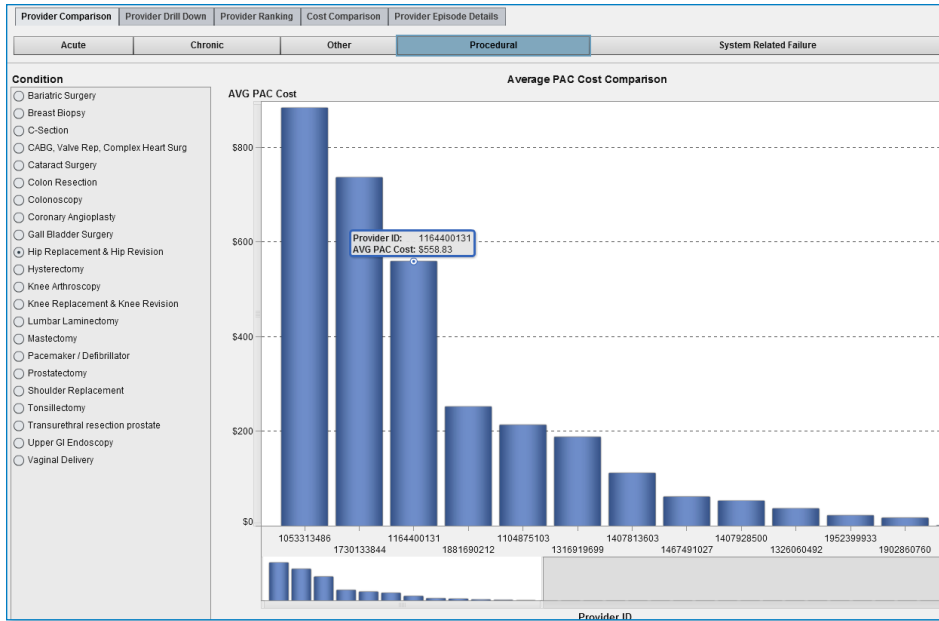 Provider Comparison
Provider Drill Down
Provider Ranking
Cost Comparison
Provider Episode Details
Acute
Chronic
Other
Procedural
System Related Failure
Condition
Bariatric Surgery
Breast Biopsy
C-Section
CABG, Valve Rep, Complex Heart Surg
Cataract Surgery
Colon Resection
Colonoscopy
Coronary Angioplasty
Gall Bladder Surgery
Hip Replacement & Hip Revision
Hysterectomy
Knee Arthroscopy
Knee Replacement & Knee Revision
Lumbar Laminectomy
Mastectomy
Pacemaker / Defibrillator
Prostatectomy
Shoulder Replacement
Tonsillectomy
Transurethral resection prostate
Upper GI Endoscopy
Vaginal Delivery
Average PAC Cost Comparison
AVG PAC Cost
$800
$600
$400
$200
$0
Provider ID: 1164400131
AVG PAC Cost: $558.83
1053313486
1730133844
1164400131
1881690212
1104875103
1316919699
1407813603
1467491027
1407928500
1326060492
1952399933
1902860760
Provider ID